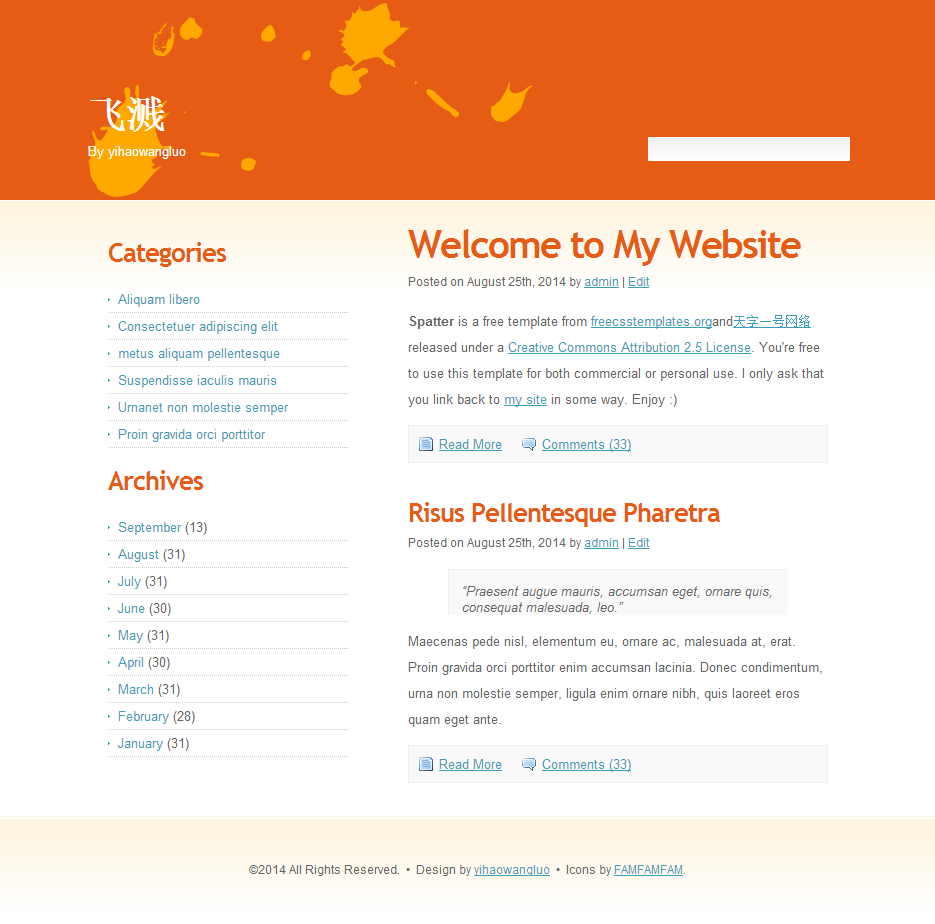 飞溅
By yihaowangluo
Categories
Aliquam libero
Consectetuer adipiscing elit
metus aliquam pellentesque
Suspendisse iaculis mauris
Urnanet non molestie semper
Proin gravida orci porttitor
Archives
September (13)
August (31)
July (31)
June (30)
May (31)
April (30)
March (31)
February (28)
January (31)
Welcome to My Website
Posted on August 25th, 2014 by admin | Edit
Spatter is a free template from freecsstemplates.organd天字一号网络
released under a Creative Commons Attribution 2.5 License. You're free
to use this template for both commercial or personal use. I only ask that
you link back to my site in some way. Enjoy :)
Read More Comments (33)
Risus Pellentesque Pharetra
Posted on August 25th, 2014 by admin | Edit
“Praesent augue mauris, accumsan eget, ornare quis,
consequat malesuada, leo.”
Maecenas pede nisl, elementum eu, ornare ac, malesuada at, erat.
Proin gravida orci porttitor enim accumsan lacinia. Donec condimentum,
urna non molestie semper, ligula enim ornare nibh, quis laoreet eros
quam eget ante.
Read More Comments (33)
©2014 All Rights Reserved. • Design by yihaowangluo • Icons by FAMFAMFAM.